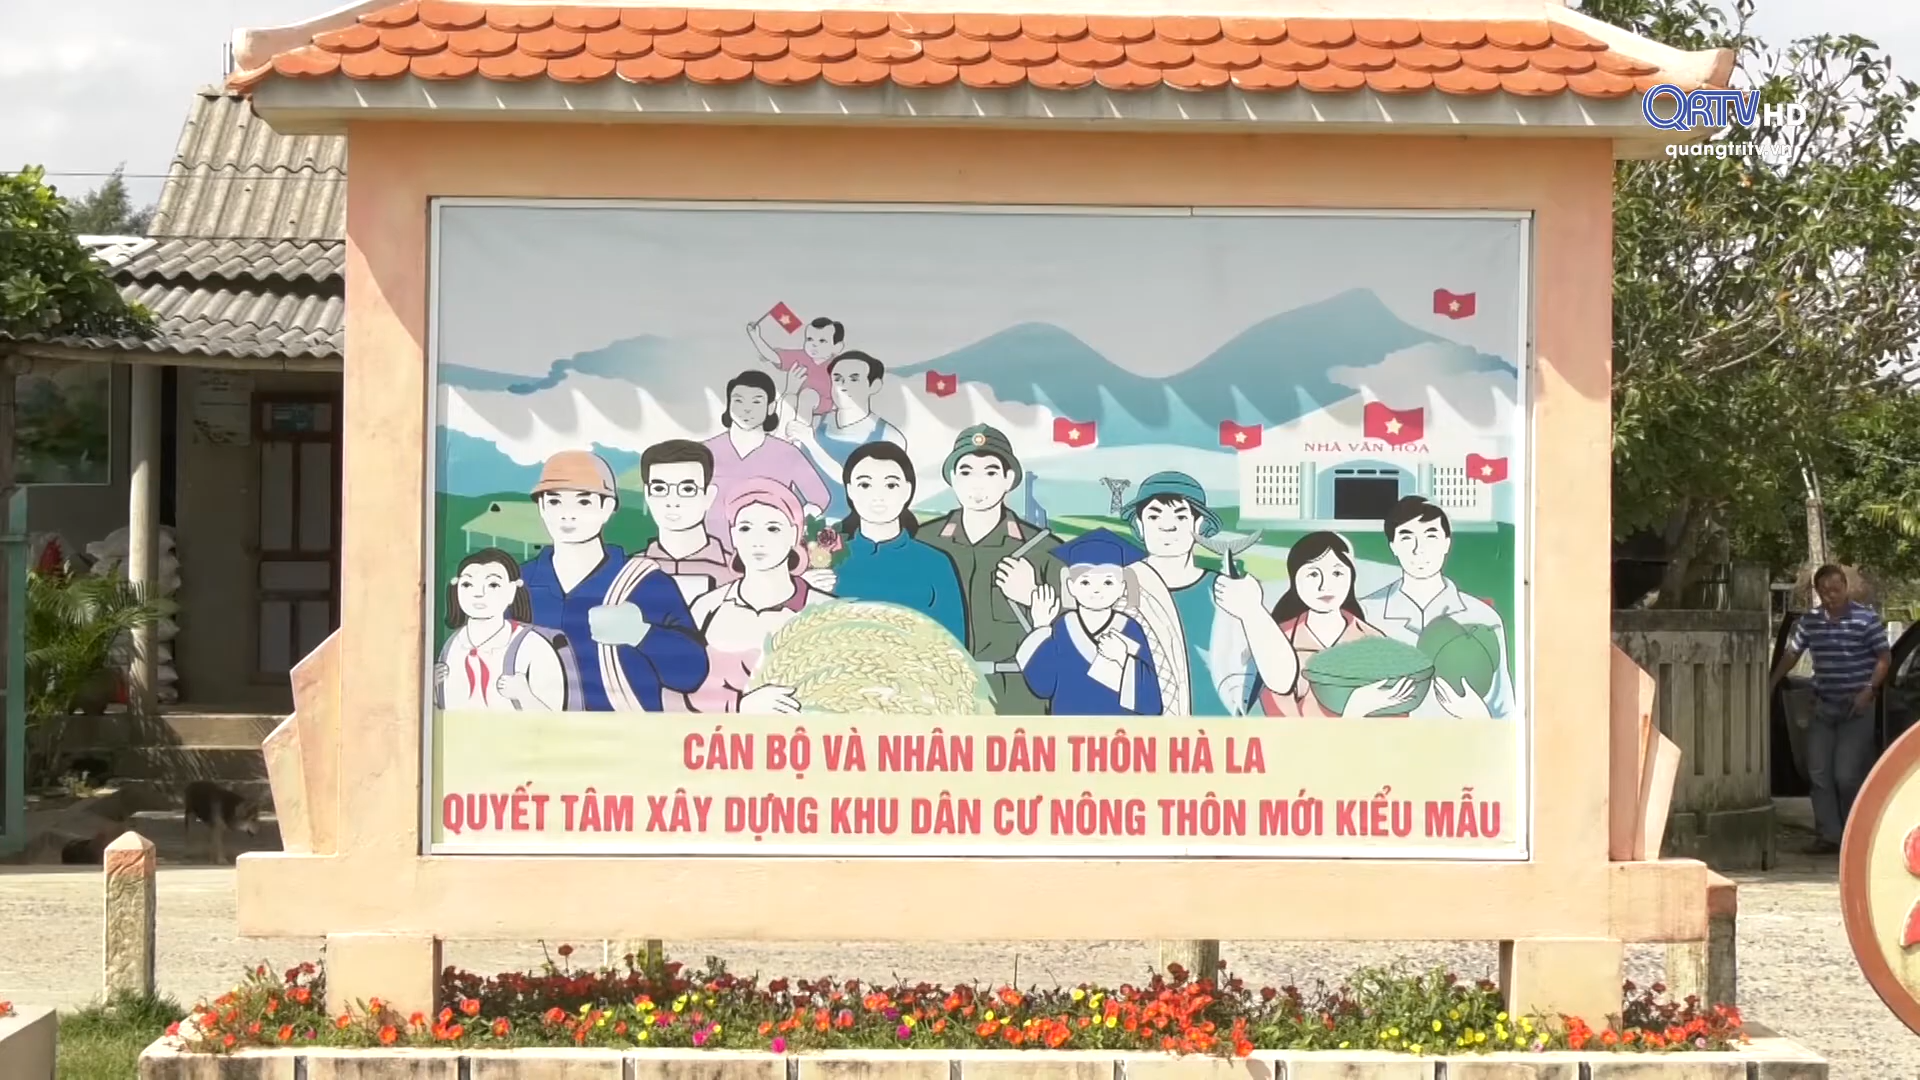 QRTV HD
quangtritv.vn
NHÀ VĂN HÓA
CÁN BỘ VÀ NHÂN DÂN THÔN HÀ LA
QUYẾT TÂM XÂY DỰNG KHU DÂN CƯ NÔNG THÔN MỚI KIỂU MẪU